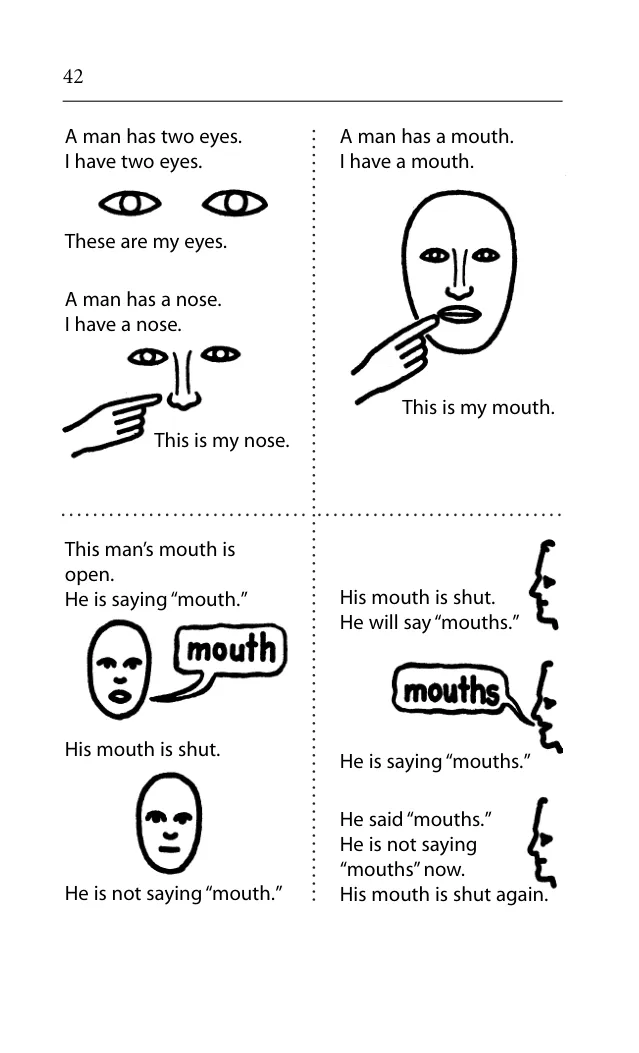 42
A man has two eyes.
I have two eyes.
These are my eyes.
A man has a nose.
I have a nose.
This is my nose.
A man has a mouth.
I have a mouth.
This is my mouth.
This man’s mouth is
open.
He is saying “mouth.”
mouth
His mouth is shut.
He is not saying “mouth.”
His mouth is shut.
He will say “mouths.”
mouths
He is saying “mouths.”
He said “mouths.”
He is not saying
“mouths” now.
His mouth is shut again.